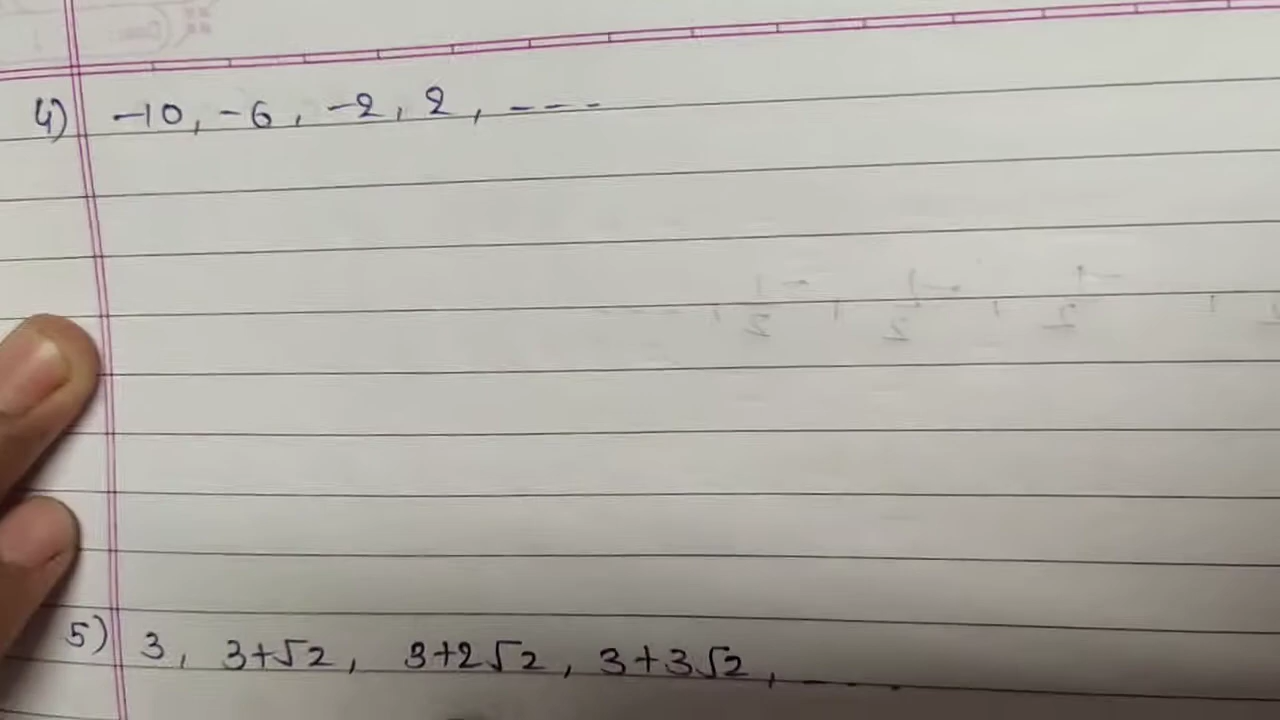 4) -10, -6, -2, 2, ----
5) 3, 3+√2, 3+2√2, 3+3√2, ----